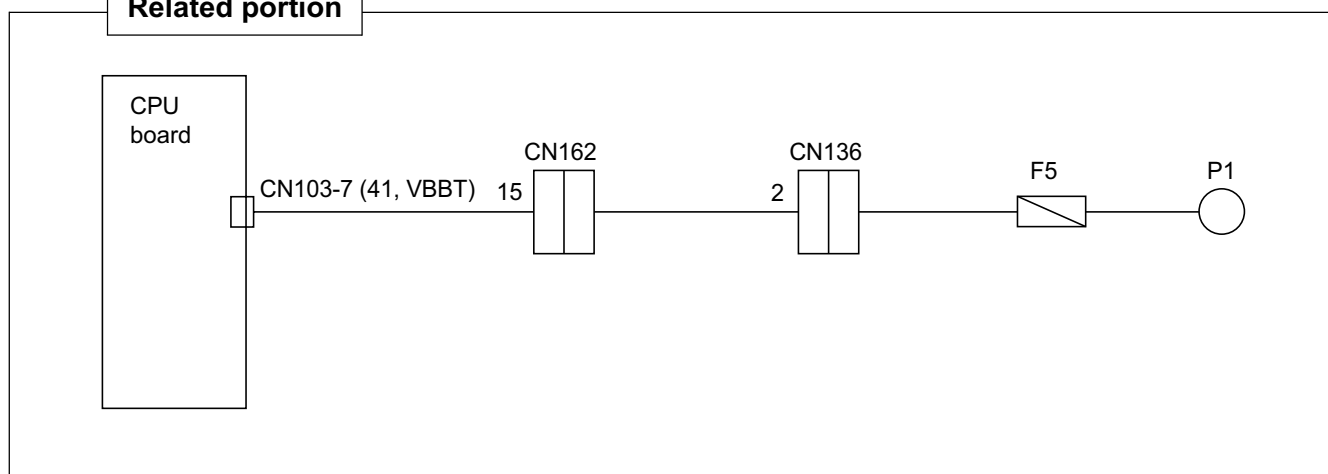 Related portion
CPU
board
CN103-7 (41, VBBT)
15
CN162
2
CN136
F5
P1